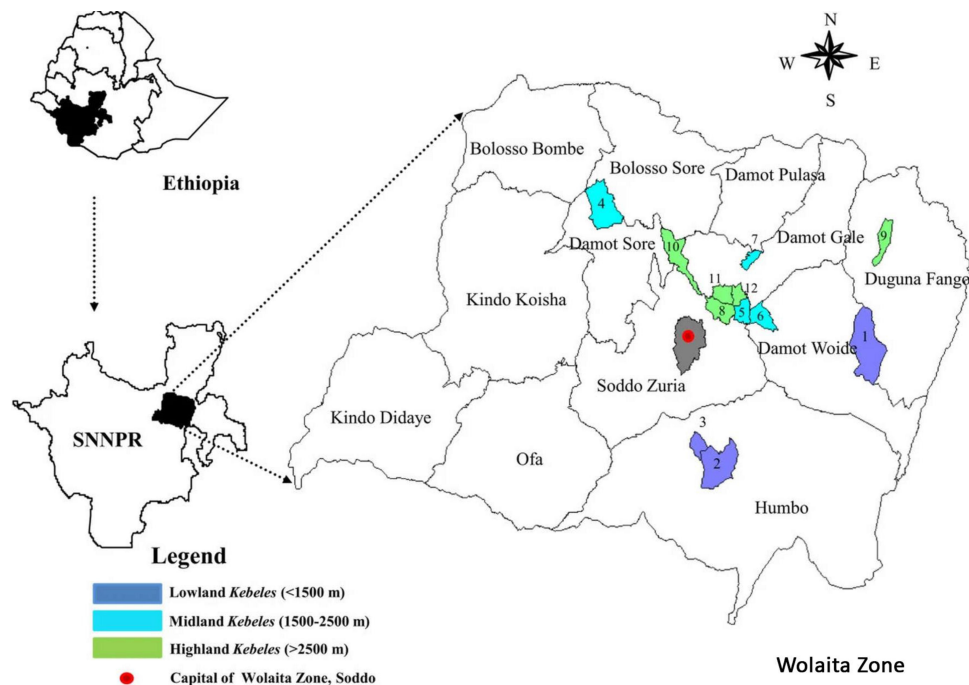 Ethiopia
SNNPR
N
W E
S
Bolosso Bombe
Bolosso Sore
Damot Pulasa
4
Damot Sore
10
7
Damot Gale
9
Duguna Fango
Kindo Koisha
11
12
8
5
6
Damot Woide
1
Soddo Zuria
Kindo Didaye
Ofa
3
2
Humbo
Legend
Lowland Kebeles (<1500 m)
Midland Kebeles (1500-2500 m)
Highland Kebeles (>2500 m)
Capital of Wolaita Zone, Soddo
Wolaita Zone